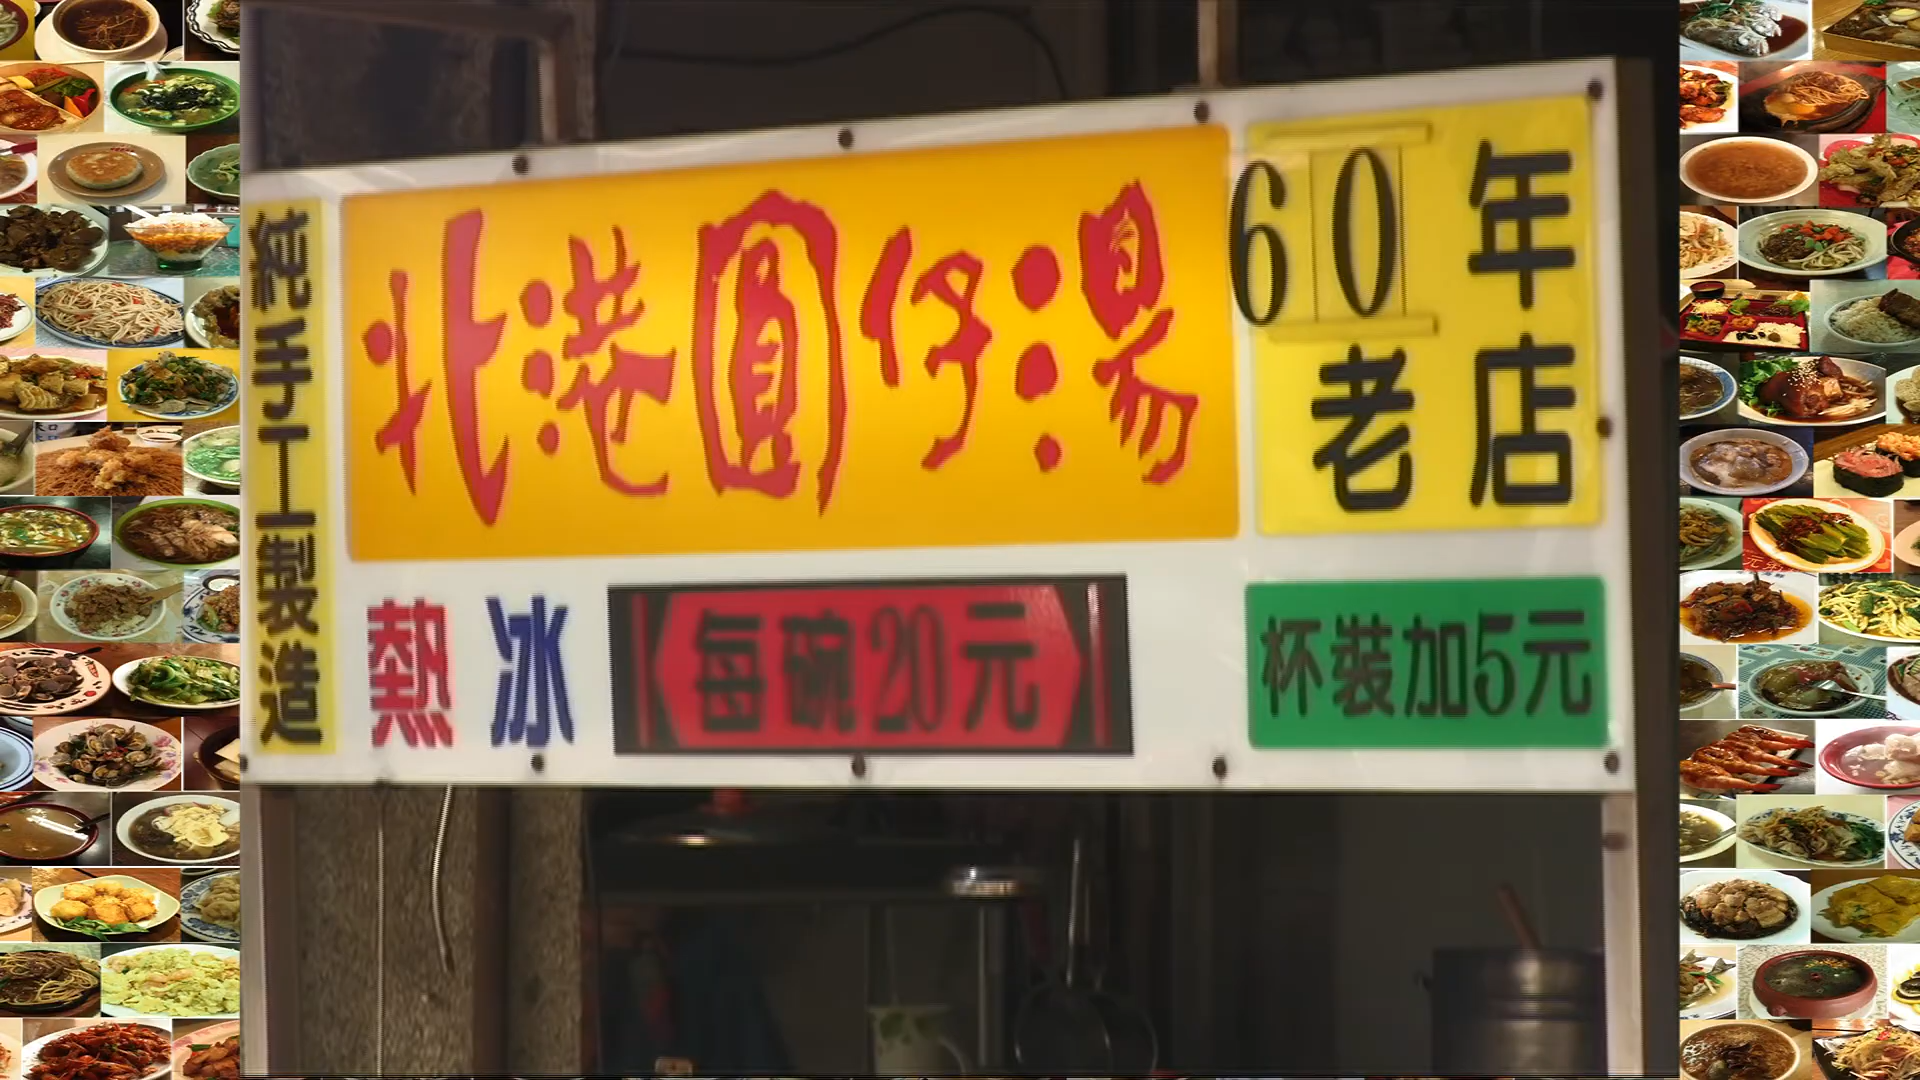 純手工製造
北港圓仔湯
60年
老店
熱 冰
每碗20元
杯裝加5元